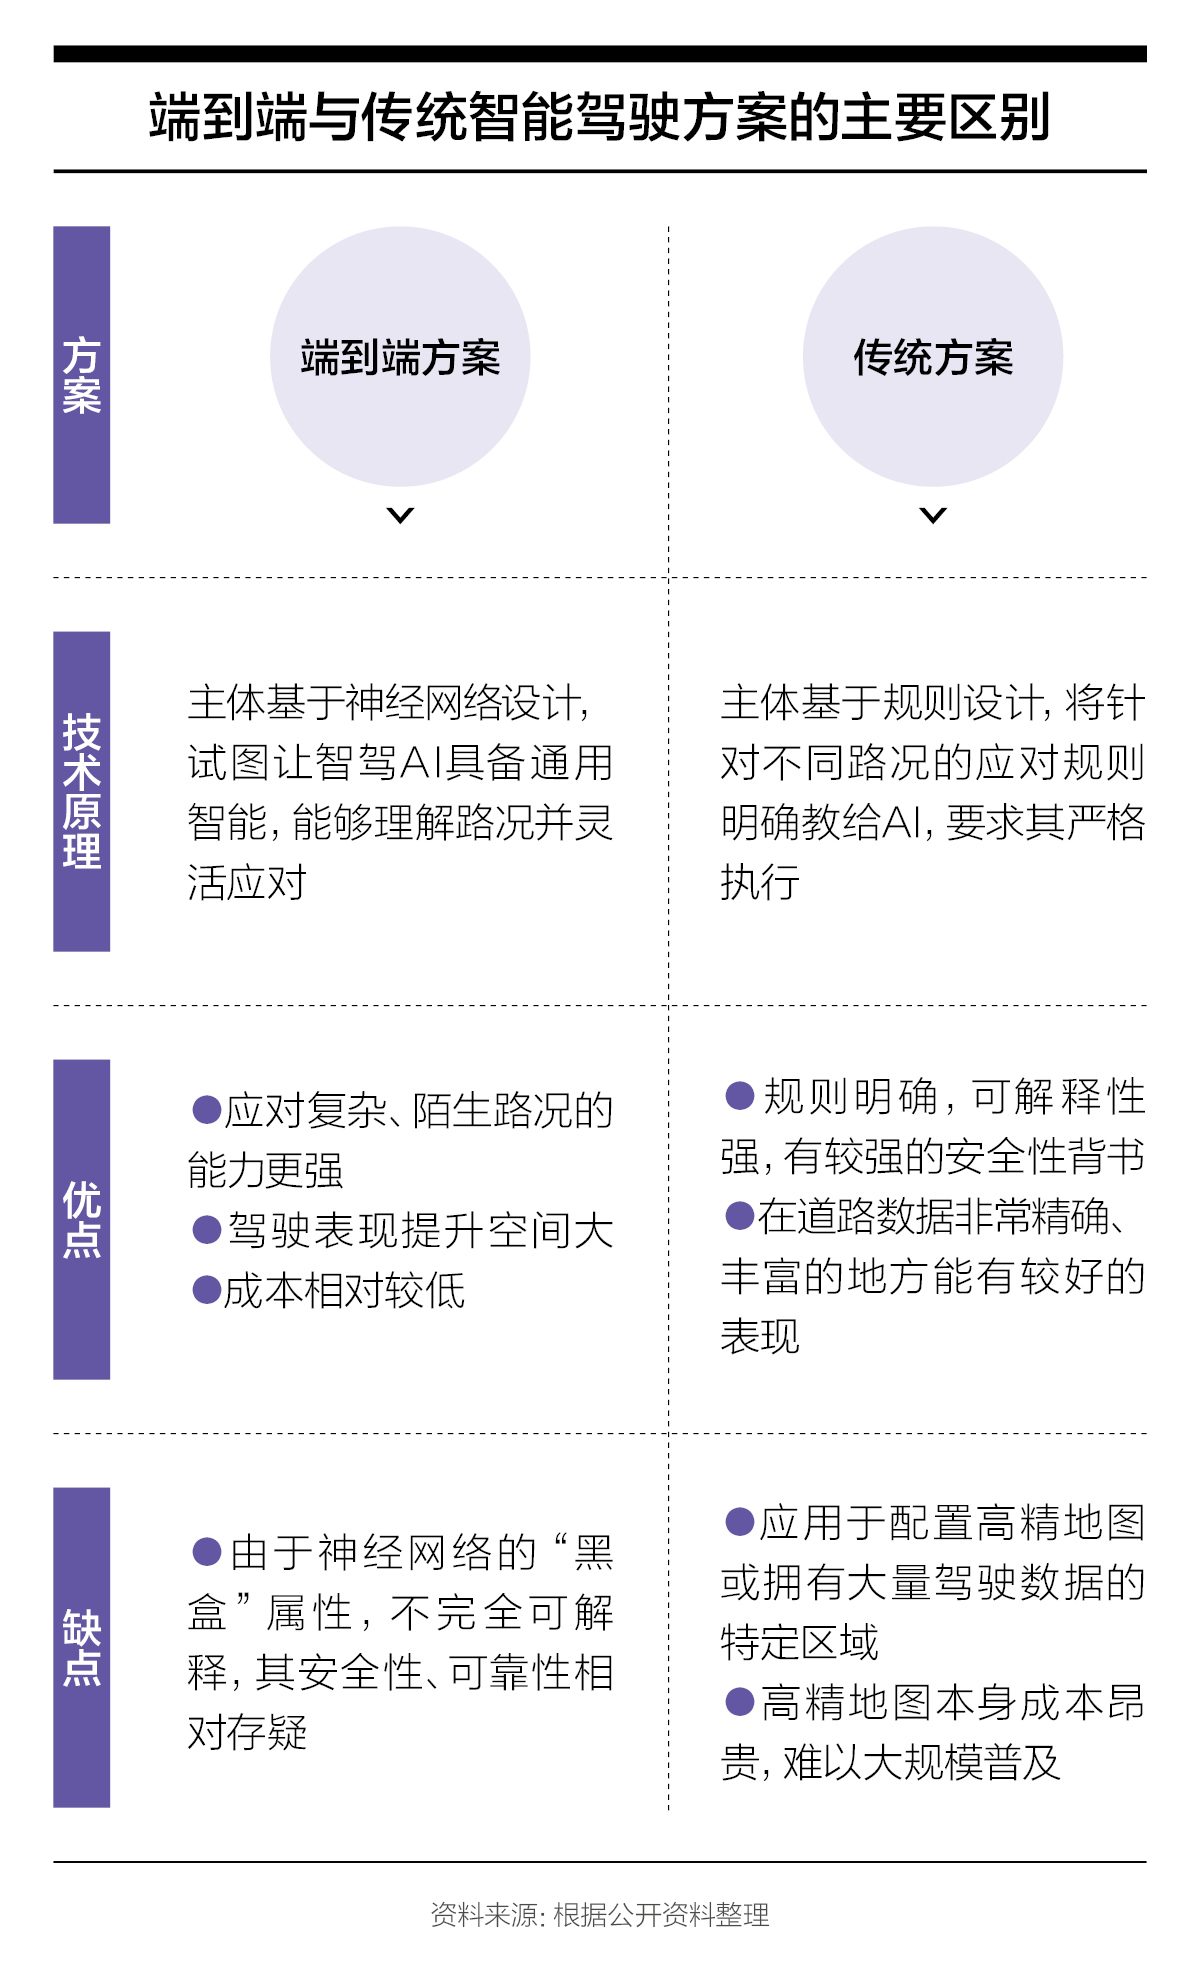 端到端与传统智能驾驶方案的主要区别
方案
端到端方案
传统方案
技术原理
主体基于神经网络设计，
试图让智驾AI具备通用
智能，能够理解路况并灵
活应对
主体基于规则设计，将针
对不同路况的应对规则
明确教给AI，要求其严格
执行
优点
●应对复杂、陌生路况的
能力更强
●驾驶表现提升空间大
●成本相对较低
●规则明确，可解释性
强，有较强的安全性背书
●在道路数据非常精确、
丰富的地方能有较好的
表现
缺点
●由于神经网络的“黑
盒”属性，不完全可解
释，其安全性、可靠性相
对存疑
●应用于配置高精地图
或拥有大量驾驶数据的
特定区域
●高精地图本身成本昂
贵，难以大规模普及
资料来源：根据公开资料整理